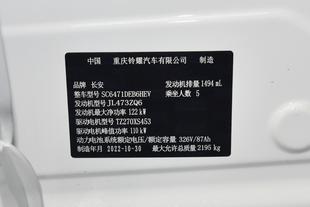 中国 重庆铃耀汽车有限公司 制造
品牌 长安 发动机排量 1494 mL
整车型号 SC6471DEB6HEV 乘坐人数 5
发动机型号 JL473ZQ6
发动机最大净功率 122 kW
驱动电机型号 TZ270XS453
驱动电机峰值功率 110 kW
动力电池系统额定电压/额定容量 326V/87Ah
制造年月 2022-10-30 最大允许总质量 2195 kg